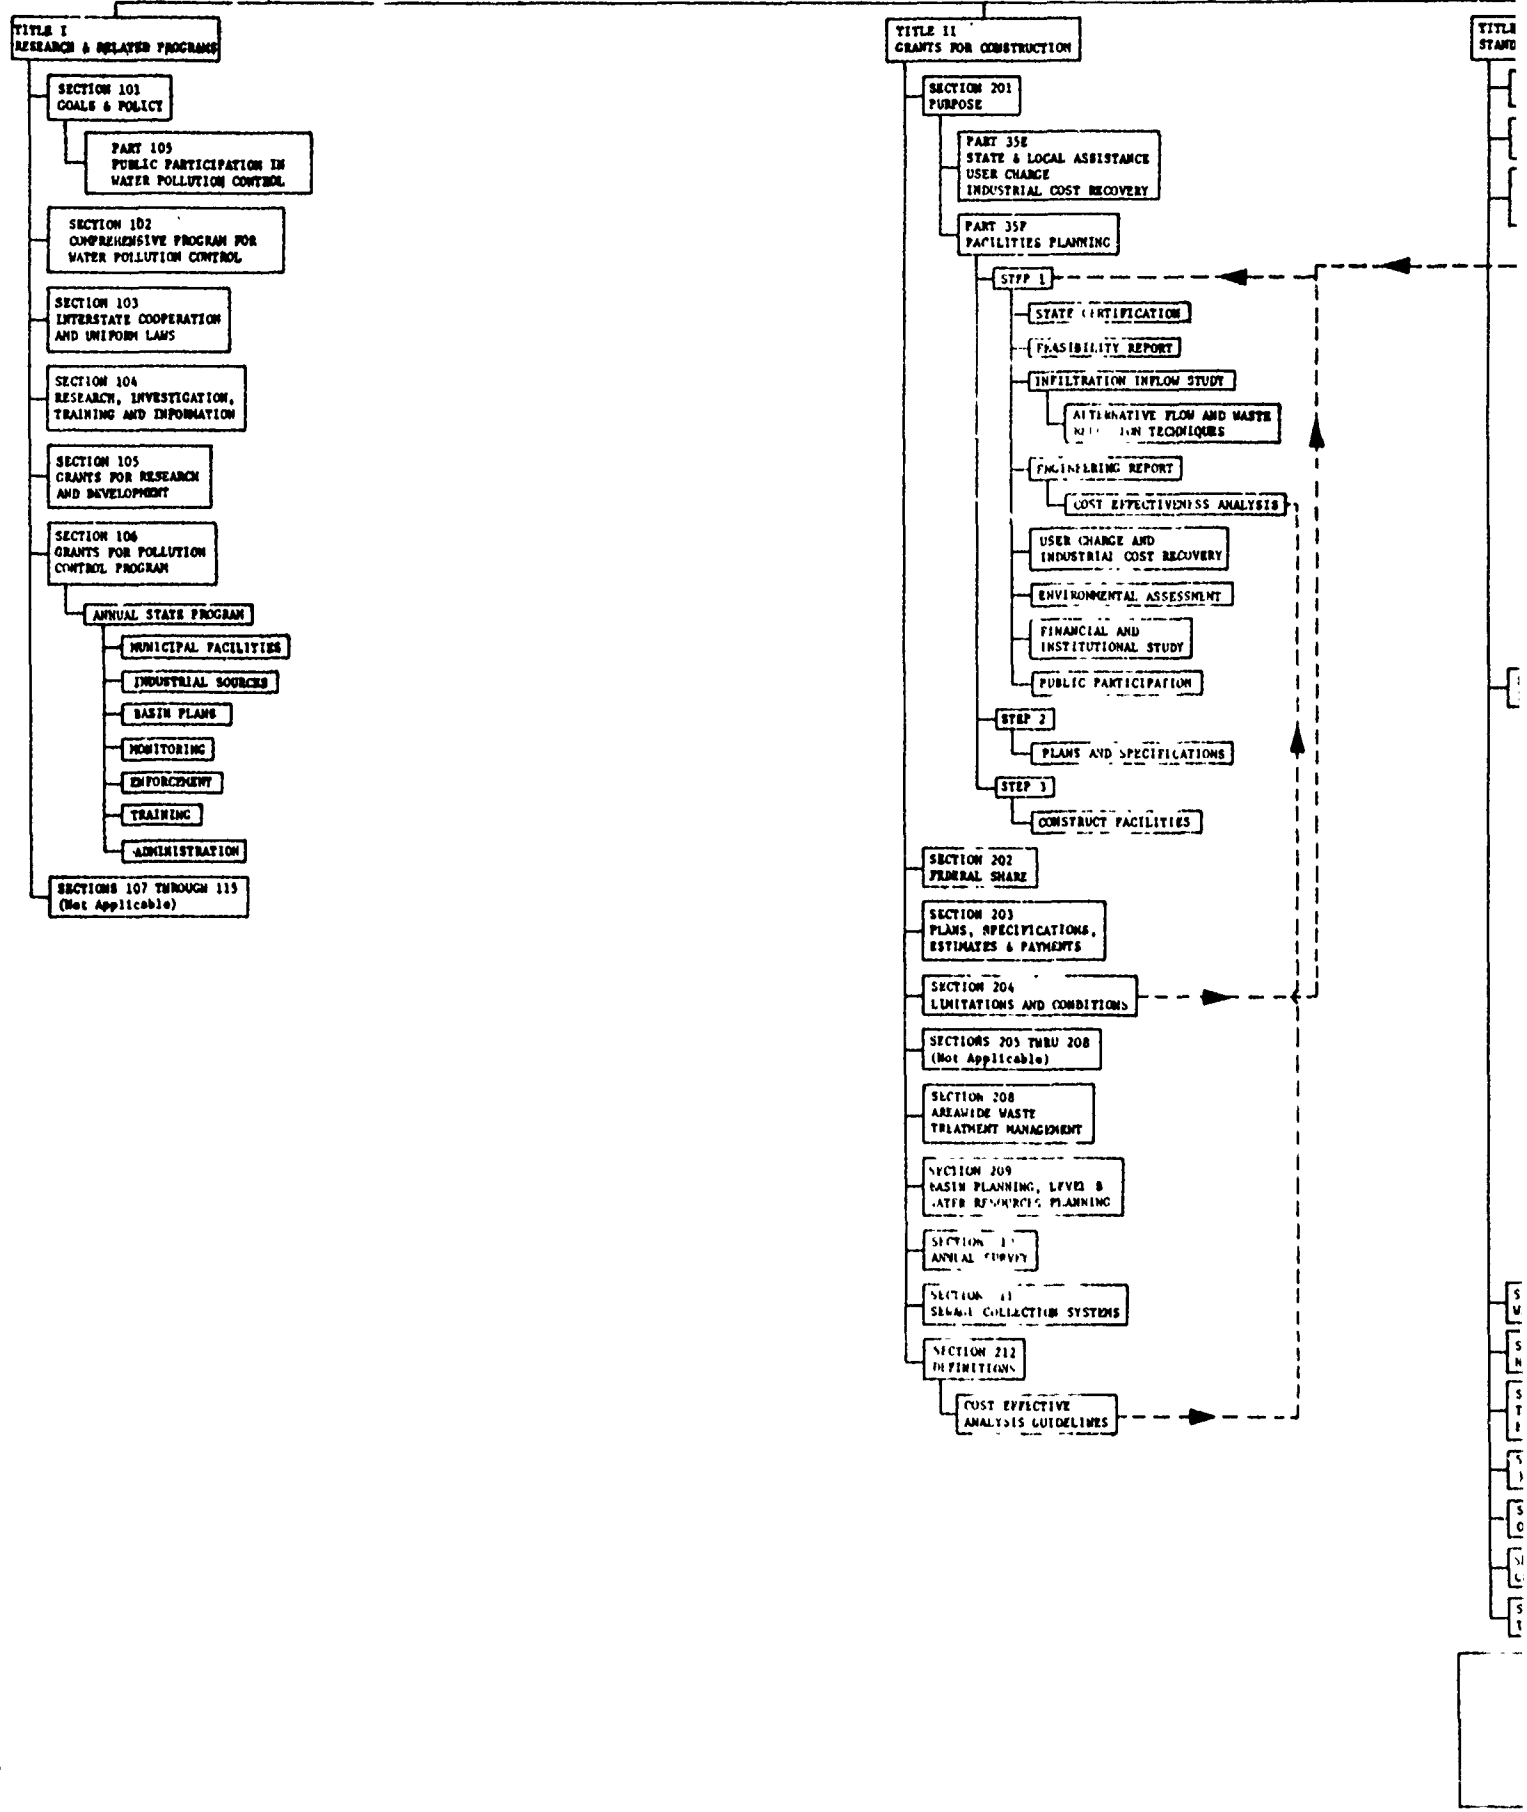 TITLE I
RESEARCH & RELATED PROGRAMS
SECTION 101
GOALS & POLICY
PART 105
PUBLIC PARTICIPATION IN
WATER POLLUTION CONTROL
SECTION 102
COMPREHENSIVE PROGRAM FOR
WATER POLLUTION CONTROL
SECTION 103
INTERSTATE COOPERATION
AND UNIFORM LAWS
SECTION 104
RESEARCH, INVESTIGATION,
TRAINING AND INFORMATION
SECTION 105
GRANTS FOR RESEARCH
AND DEVELOPMENT
SECTION 106
GRANTS FOR POLLUTION
CONTROL PROGRAM
ANNUAL STATE PROGRAM
MUNICIPAL FACILITIES
INDUSTRIAL SOURCES
BASIN PLANS
MONITORING
ENFORCEMENT
TRAINING
ADMINISTRATION
SECTIONS 107 THROUGH 115
(Not Applicable)
TITLE II
GRANTS FOR CONSTRUCTION
SECTION 201
PURPOSE
PART 35E
STATE & LOCAL ASSISTANCE
USER CHARGE
INDUSTRIAL COST RECOVERY
PART 35F
FACILITIES PLANNING
STEP 1
STATE CERTIFICATION
FEASIBILITY REPORT
INFILTRATION INFLOW STUDY
ALTERNATIVE FLOW AND WASTE
TECHNIQUES
ENGINEERING REPORT
COST EFFECTIVENESS ANALYSIS
USER CHARGE AND
INDUSTRIAL COST RECOVERY
ENVIRONMENTAL ASSESSMENT
FINANCIAL AND
INSTITUTIONAL STUDY
PUBLIC PARTICIPATION
STEP 2
PLANS AND SPECIFICATIONS
STEP 3
CONSTRUCT FACILITIES
SECTION 202
FEDERAL SHARE
SECTION 203
PLANS, SPECIFICATIONS,
ESTIMATES & PAYMENTS
SECTION 204
LIMITATIONS AND CONDITIONS
SECTIONS 205 THRU 208
(Not Applicable)
SECTION 208
AREAWIDE WASTE
TREATMENT MANAGEMENT
SECTION 209
BASIN PLANNING, LEVEL B
WATER RESOURCES PLANNING
SECTION
ANNUAL SURVEY
SECTION
SEWAGE COLLECTION SYSTEMS
SECTION 212
DEFINITIONS
COST EFFECTIVE
ANALYSIS GUIDELINES
TITLE